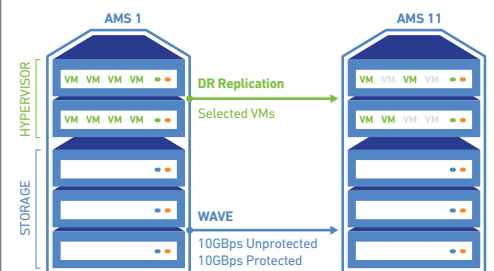 AMS 1
AMS 11
HYPERVISOR
VM VM VM VM
DR Replication
VM VM VM VM
VM VM VM VM
Selected VMs
VM VM VM VM
STORAGE
WAVE
10GBps Unprotected
10GBps Protected